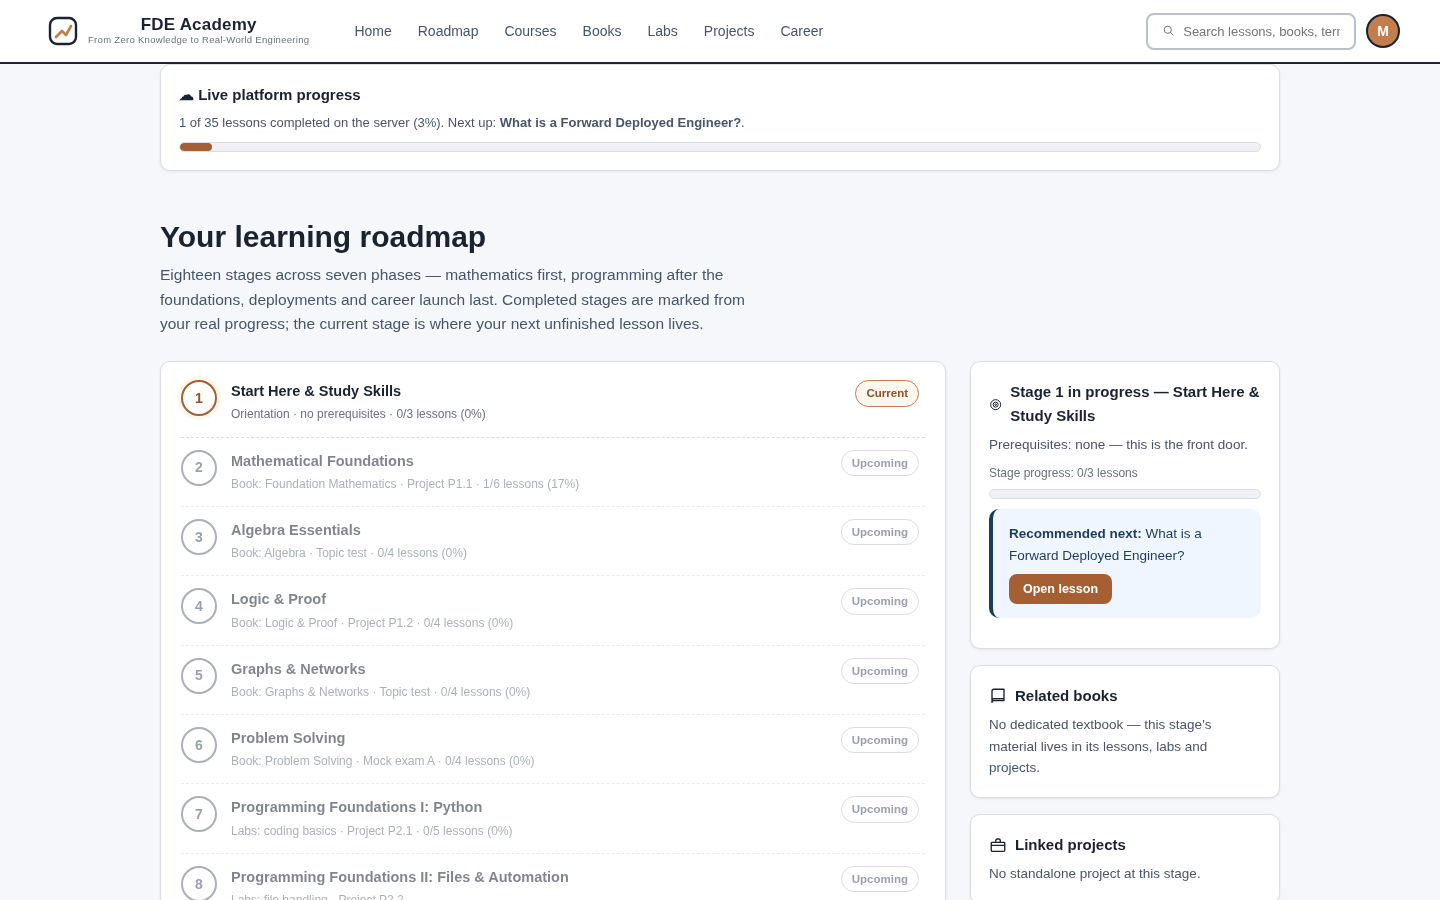 FDE Academy
From Zero Knowledge to Real-World Engineering
Home
Roadmap
Courses
Books
Labs
Projects
Career
Search lessons, books, terr
M
☁ Live platform progress
1 of 35 lessons completed on the server (3%). Next up: What is a Forward Deployed Engineer?.
Your learning roadmap
Eighteen stages across seven phases — mathematics first, programming after the
foundations, deployments and career launch last. Completed stages are marked from
your real progress; the current stage is where your next unfinished lesson lives.
1
Start Here & Study Skills
Current
Orientation · no prerequisites · 0/3 lessons (0%)
2
Mathematical Foundations
Upcoming
Book: Foundation Mathematics · Project P1.1 · 1/6 lessons (17%)
3
Algebra Essentials
Upcoming
Book: Algebra · Topic test · 0/4 lessons (0%)
4
Logic & Proof
Upcoming
Book: Logic & Proof · Project P1.2 · 0/4 lessons (0%)
5
Graphs & Networks
Upcoming
Book: Graphs & Networks · Topic test · 0/4 lessons (0%)
6
Problem Solving
Upcoming
Book: Problem Solving · Mock exam A · 0/4 lessons (0%)
7
Programming Foundations I: Python
Upcoming
Labs: coding basics · Project P2.1 · 0/5 lessons (0%)
8
Programming Foundations II: Files & Automation
Upcoming
Labs: file handling · Project P2.2
Stage 1 in progress — Start Here &
Study Skills
Prerequisites: none — this is the front door.
Stage progress: 0/3 lessons
Recommended next: What is a
Forward Deployed Engineer?
Open lesson
Related books
No dedicated textbook — this stage's
material lives in its lessons, labs and
projects.
Linked projects
No standalone project at this stage.